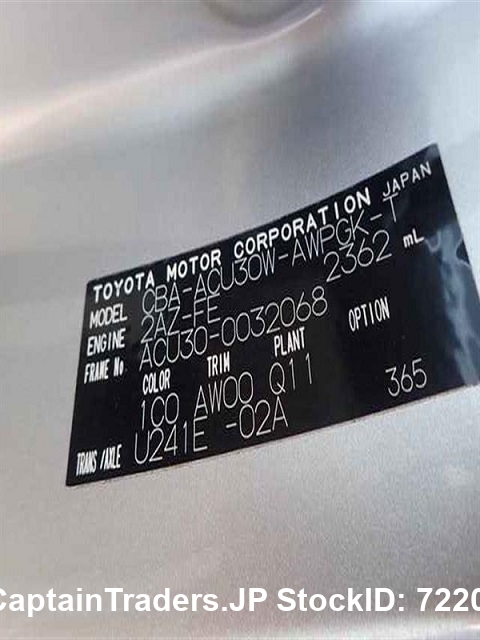 TOYOTA MOTOR CORPORATION JAPAN
MODEL CBA-ACU30W-AWPGK-T
ENGINE 2AZ-FE 2362 mL
FRAME No ACU30-0032068
COLOR TRIM PLANT OPTION
1C0 AW00 Q11
TRANS/AXLE U241E -02A 365
CaptainTraders.JP StockID: 7220